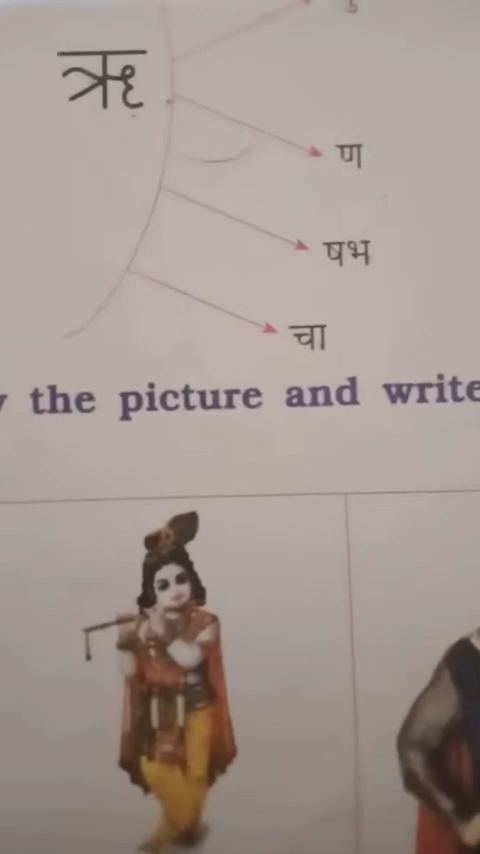 ऋ
ण
षभ
चा
the picture and write